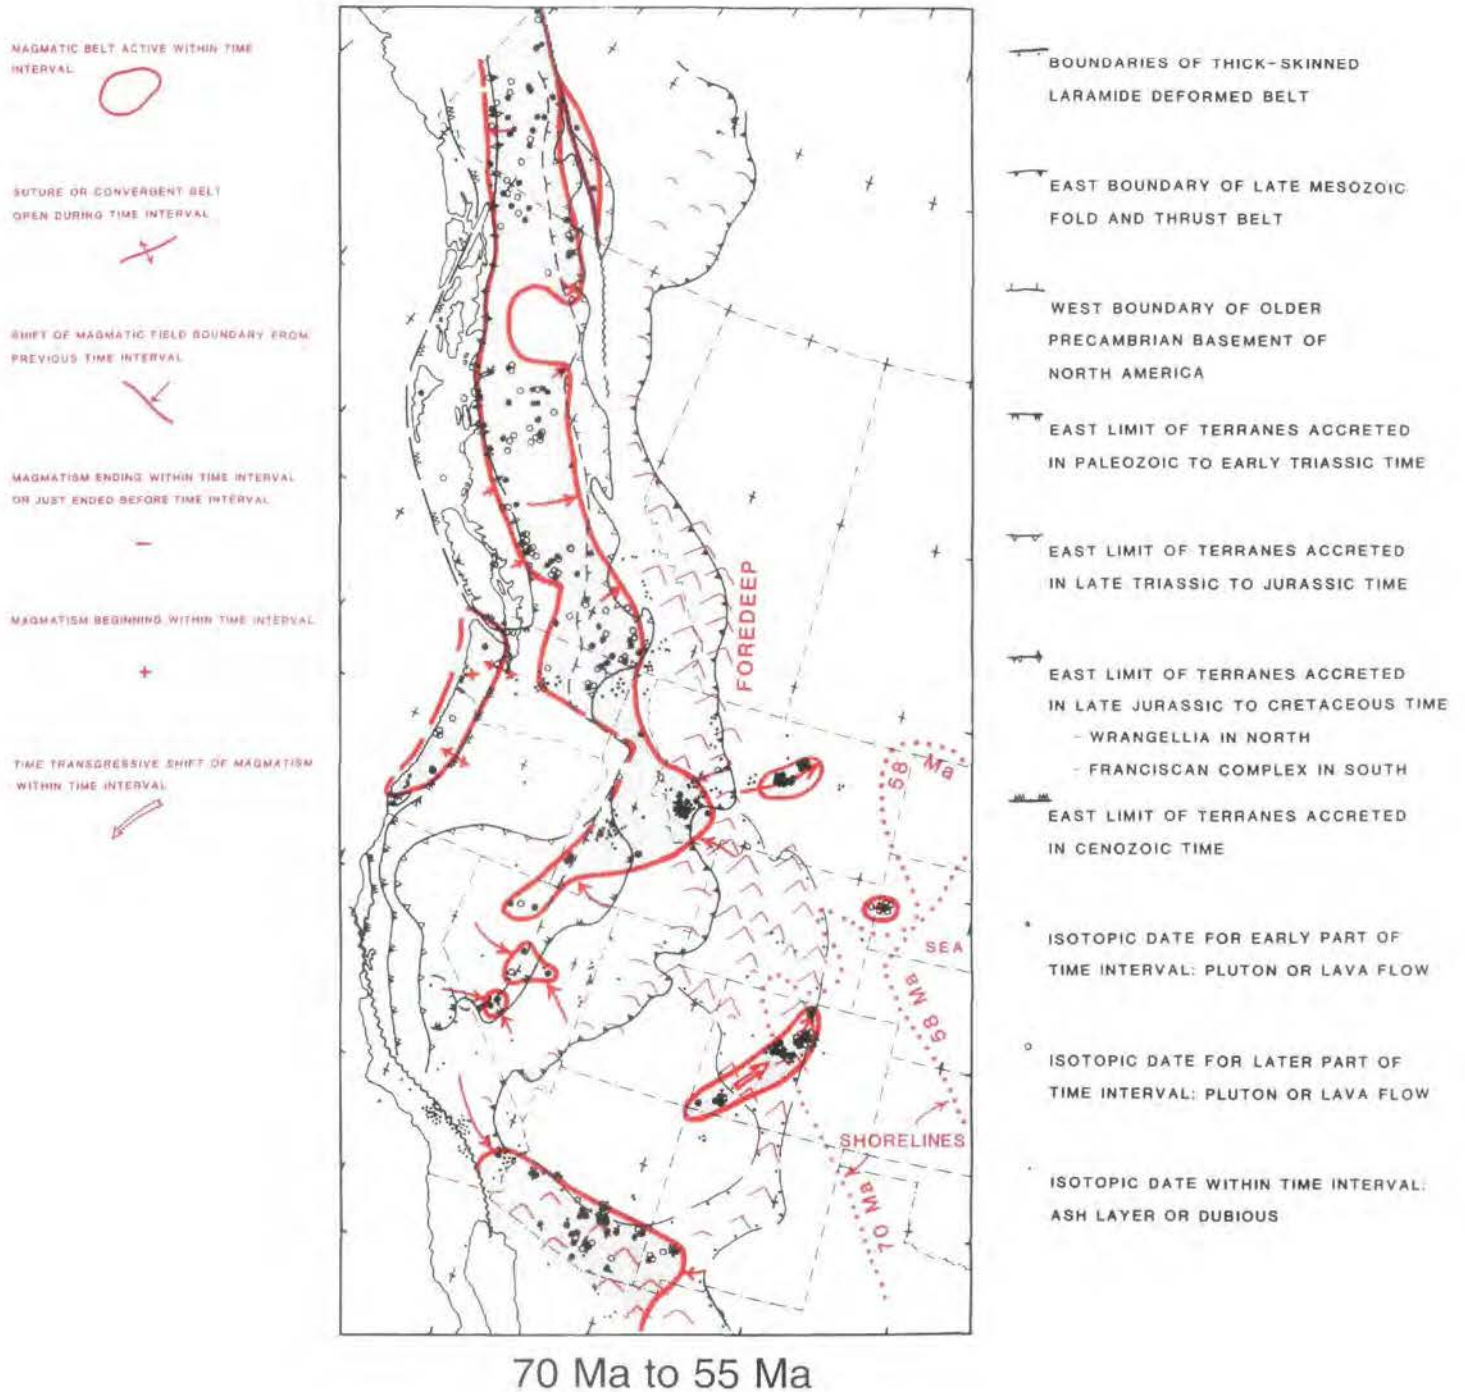 MAGMATIC BELT ACTIVE WITHIN TIME
INTERVAL
SUTURE OR CONVERGENT BELT
OPEN DURING TIME INTERVAL
SHIFT OF MAGMATIC FIELD BOUNDARY FROM
PREVIOUS TIME INTERVAL
MAGMATISM ENDING WITHIN TIME INTERVAL
OR JUST ENDED BEFORE TIME INTERVAL
MAGMATISM BEGINNING WITHIN TIME INTERVAL
TIME TRANSGRESSIVE SHIFT OF MAGMATISM
WITHIN TIME INTERVAL
FOREDEEP
58 Ma
SEA
58 Ma
SHORELINES
70 Ma
BOUNDARIES OF THICK-SKINNED
LARAMIDE DEFORMED BELT
EAST BOUNDARY OF LATE MESOZOIC
FOLD AND THRUST BELT
WEST BOUNDARY OF OLDER
PRECAMBRIAN BASEMENT OF
NORTH AMERICA
EAST LIMIT OF TERRANES ACCRETED
IN PALEOZOIC TO EARLY TRIASSIC TIME
EAST LIMIT OF TERRANES ACCRETED
IN LATE TRIASSIC TO JURASSIC TIME
EAST LIMIT OF TERRANES ACCRETED
IN LATE JURASSIC TO CRETACEOUS TIME
- WRANGELLIA IN NORTH
- FRANCISCAN COMPLEX IN SOUTH
EAST LIMIT OF TERRANES ACCRETED
IN CENOZOIC TIME
ISOTOPIC DATE FOR EARLY PART OF
TIME INTERVAL: PLUTON OR LAVA FLOW
ISOTOPIC DATE FOR LATER PART OF
TIME INTERVAL: PLUTON OR LAVA FLOW
ISOTOPIC DATE WITHIN TIME INTERVAL:
ASH LAYER OR DUBIOUS
70 Ma to 55 Ma